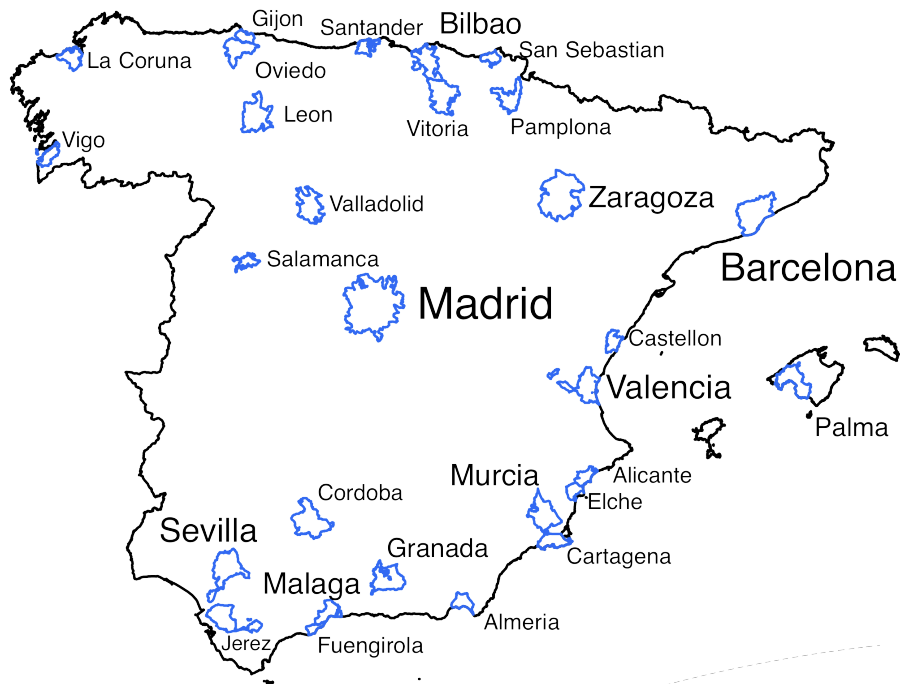 Gijon
Santander
Bilbao
San Sebastian
La Coruna
Oviedo
Leon
Vitoria
Pamplona
Vigo
Valladolid
Zaragoza
Salamanca
Barcelona
Madrid
Castellon
Valencia
Palma
Murcia
Alicante
Cordoba
Elche
Sevilla
Granada
Cartagena
Malaga
Almeria
Jerez
Fuengirola